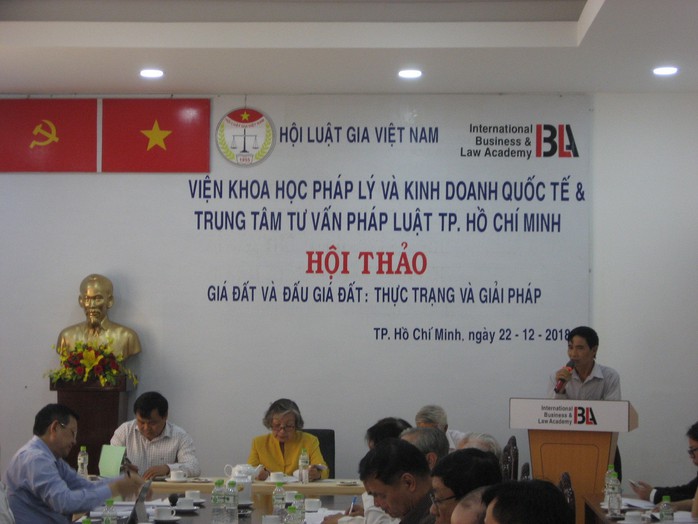 HỘI LUẬT GIA VIỆT NAM
International
Business &
Law Academy
IBLA
VIỆN KHOA HỌC PHÁP LÝ VÀ KINH DOANH QUỐC TẾ &
TRUNG TÂM TƯ VẤN PHÁP LUẬT TP. HỒ CHÍ MINH
HỘI THẢO
GIÁ ĐẤT VÀ ĐẤU GIÁ ĐẤT: THỰC TRẠNG VÀ GIẢI PHÁP
TP. Hồ Chí Minh, ngày 22 - 12 - 2018
International
Business &
Law Academy
IBLA